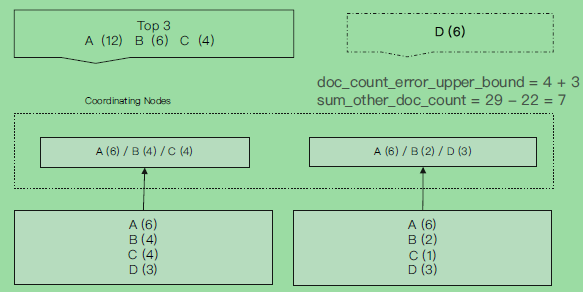 Top 3
A (12) B (6) C (4)
D (6)
doc_count_error_upper_bound = 4 + 3
sum_other_doc_count = 29 – 22 = 7
Coordinating Nodes
A (6) / B (4) / C (4)
A (6) / B (2) / D (3)
A (6)
B (4)
C (4)
D (3)
A (6)
B (2)
C (1)
D (3)